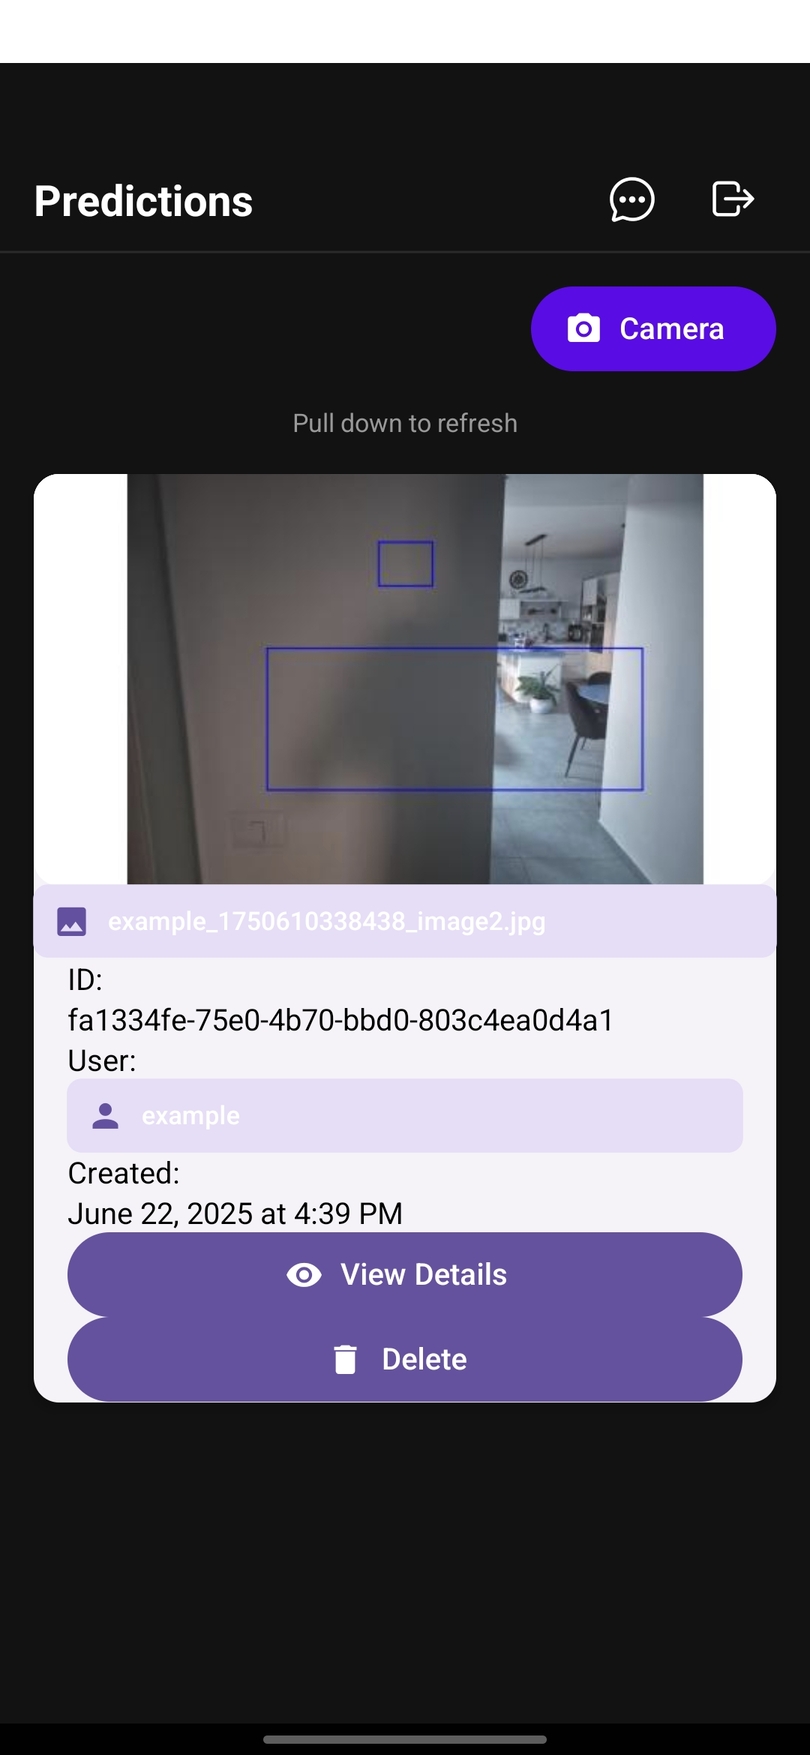 Predictions
Camera
Pull down to refresh
example_1750610338438_image2.jpg
ID:
fa1334fe-75e0-4b70-bbd0-803c4ea0d4a1
User:
example
Created:
June 22, 2025 at 4:39 PM
View Details
Delete